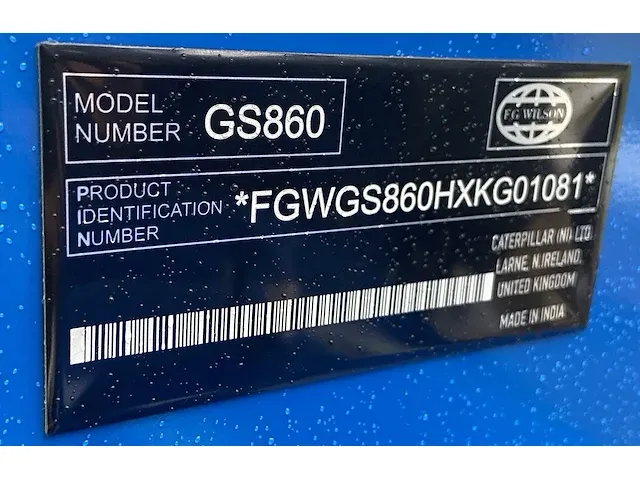 MODEL
NUMBER
GS860
FG WILSON
PRODUCT
IDENTIFICATION
NUMBER
*FGWGS860HXKG01081*
CATERPILLAR (NI) LTD
LARNE, N.IRELAND,
UNITED KINGDOM
MADE IN INDIA